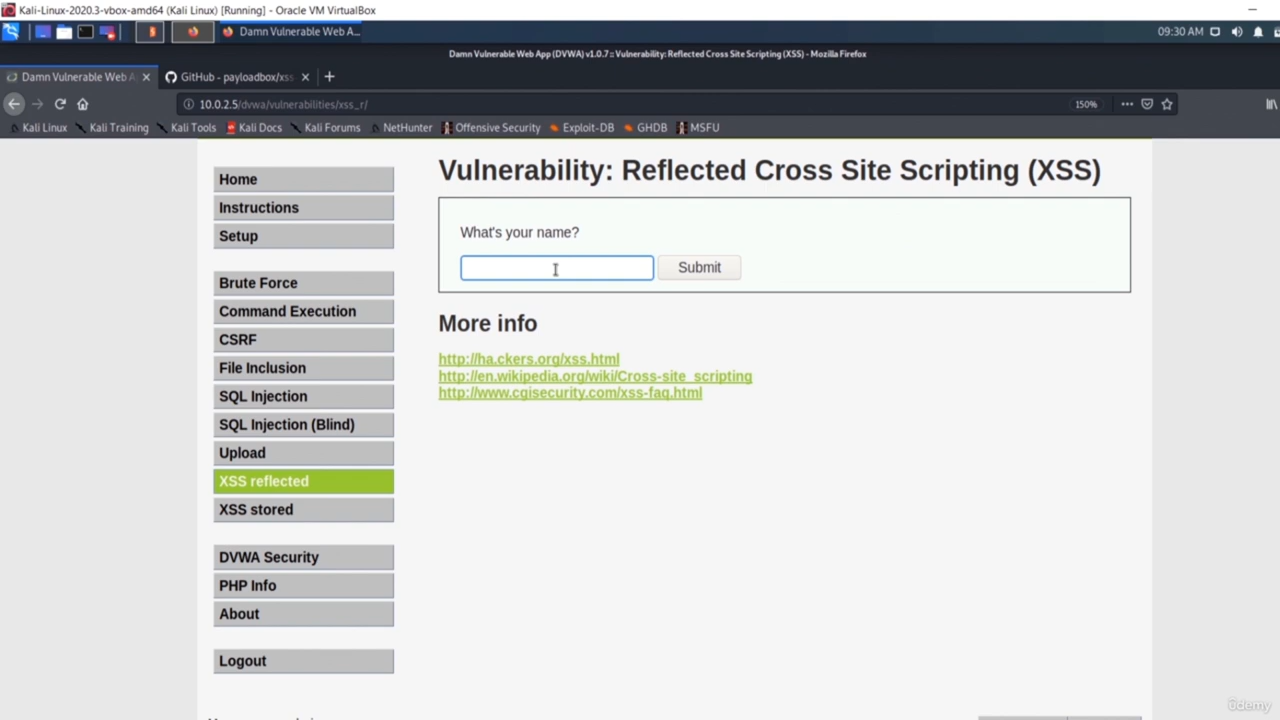 Kali-Linux-2020.3-vbox-amd64 (Kali Linux) [Running] - Oracle VM VirtualBox
Damn Vulnerable Web A...
09:30 AM
Damn Vulnerable Web App (DVWA) v1.0.7 :: Vulnerability: Reflected Cross Site Scripting (XSS) - Mozilla Firefox
Damn Vulnerable Web A
GitHub - payloadbox/xss
10.0.2.5/dvwa/vulnerabilities/xss_r/
150%
Kali Linux Kali Training Kali Tools Kali Docs Kali Forums NetHunter Offensive Security Exploit-DB GHDB MSFU
Home
Instructions
Setup
Brute Force
Command Execution
CSRF
File Inclusion
SQL Injection
SQL Injection (Blind)
Upload
XSS reflected
XSS stored
DVWA Security
PHP Info
About
Logout
Vulnerability: Reflected Cross Site Scripting (XSS)
What's your name?
Submit
More info
http://ha.ckers.org/xss.html
http://en.wikipedia.org/wiki/Cross-site_scripting
http://www.cgisecurity.com/xss-faq.html
ûdemy